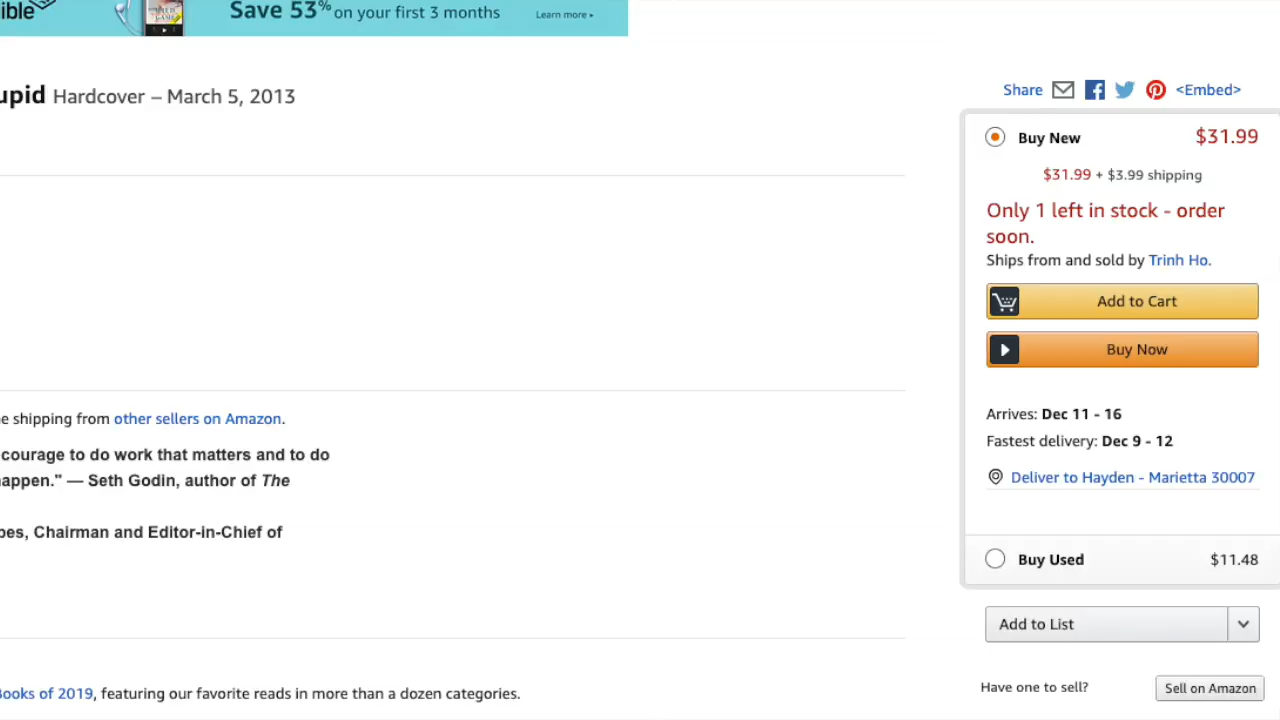 ible
Save 53% on your first 3 months
Learn more ▸
upid Hardcover – March 5, 2013
Share
<Embed>
Buy New
$31.99
$31.99 + $3.99 shipping
Only 1 left in stock - order
soon.
Ships from and sold by Trinh Ho.
Add to Cart
Buy Now
Arrives: Dec 11 - 16
Fastest delivery: Dec 9 - 12
Deliver to Hayden - Marietta 30007
Buy Used
$11.48
Add to List
Have one to sell?
Sell on Amazon
e shipping from other sellers on Amazon.
courage to do work that matters and to do
appen." — Seth Godin, author of The
bes, Chairman and Editor-in-Chief of
Books of 2019, featuring our favorite reads in more than a dozen categories.